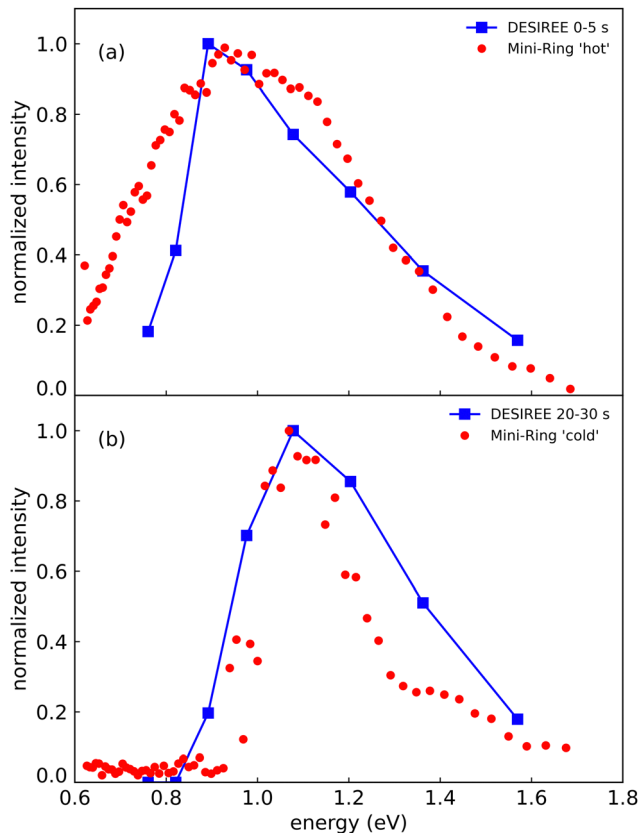 (a)
DESIREE 0-5 s
Mini-Ring 'hot'
normalized intensity
1.0
0.8
0.6
0.4
0.2
0.0
(b)
DESIREE 20-30 s
Mini-Ring 'cold'
normalized intensity
1.0
0.8
0.6
0.4
0.2
0.0
0.6 0.8 1.0 1.2 1.4 1.6 1.8
energy (eV)